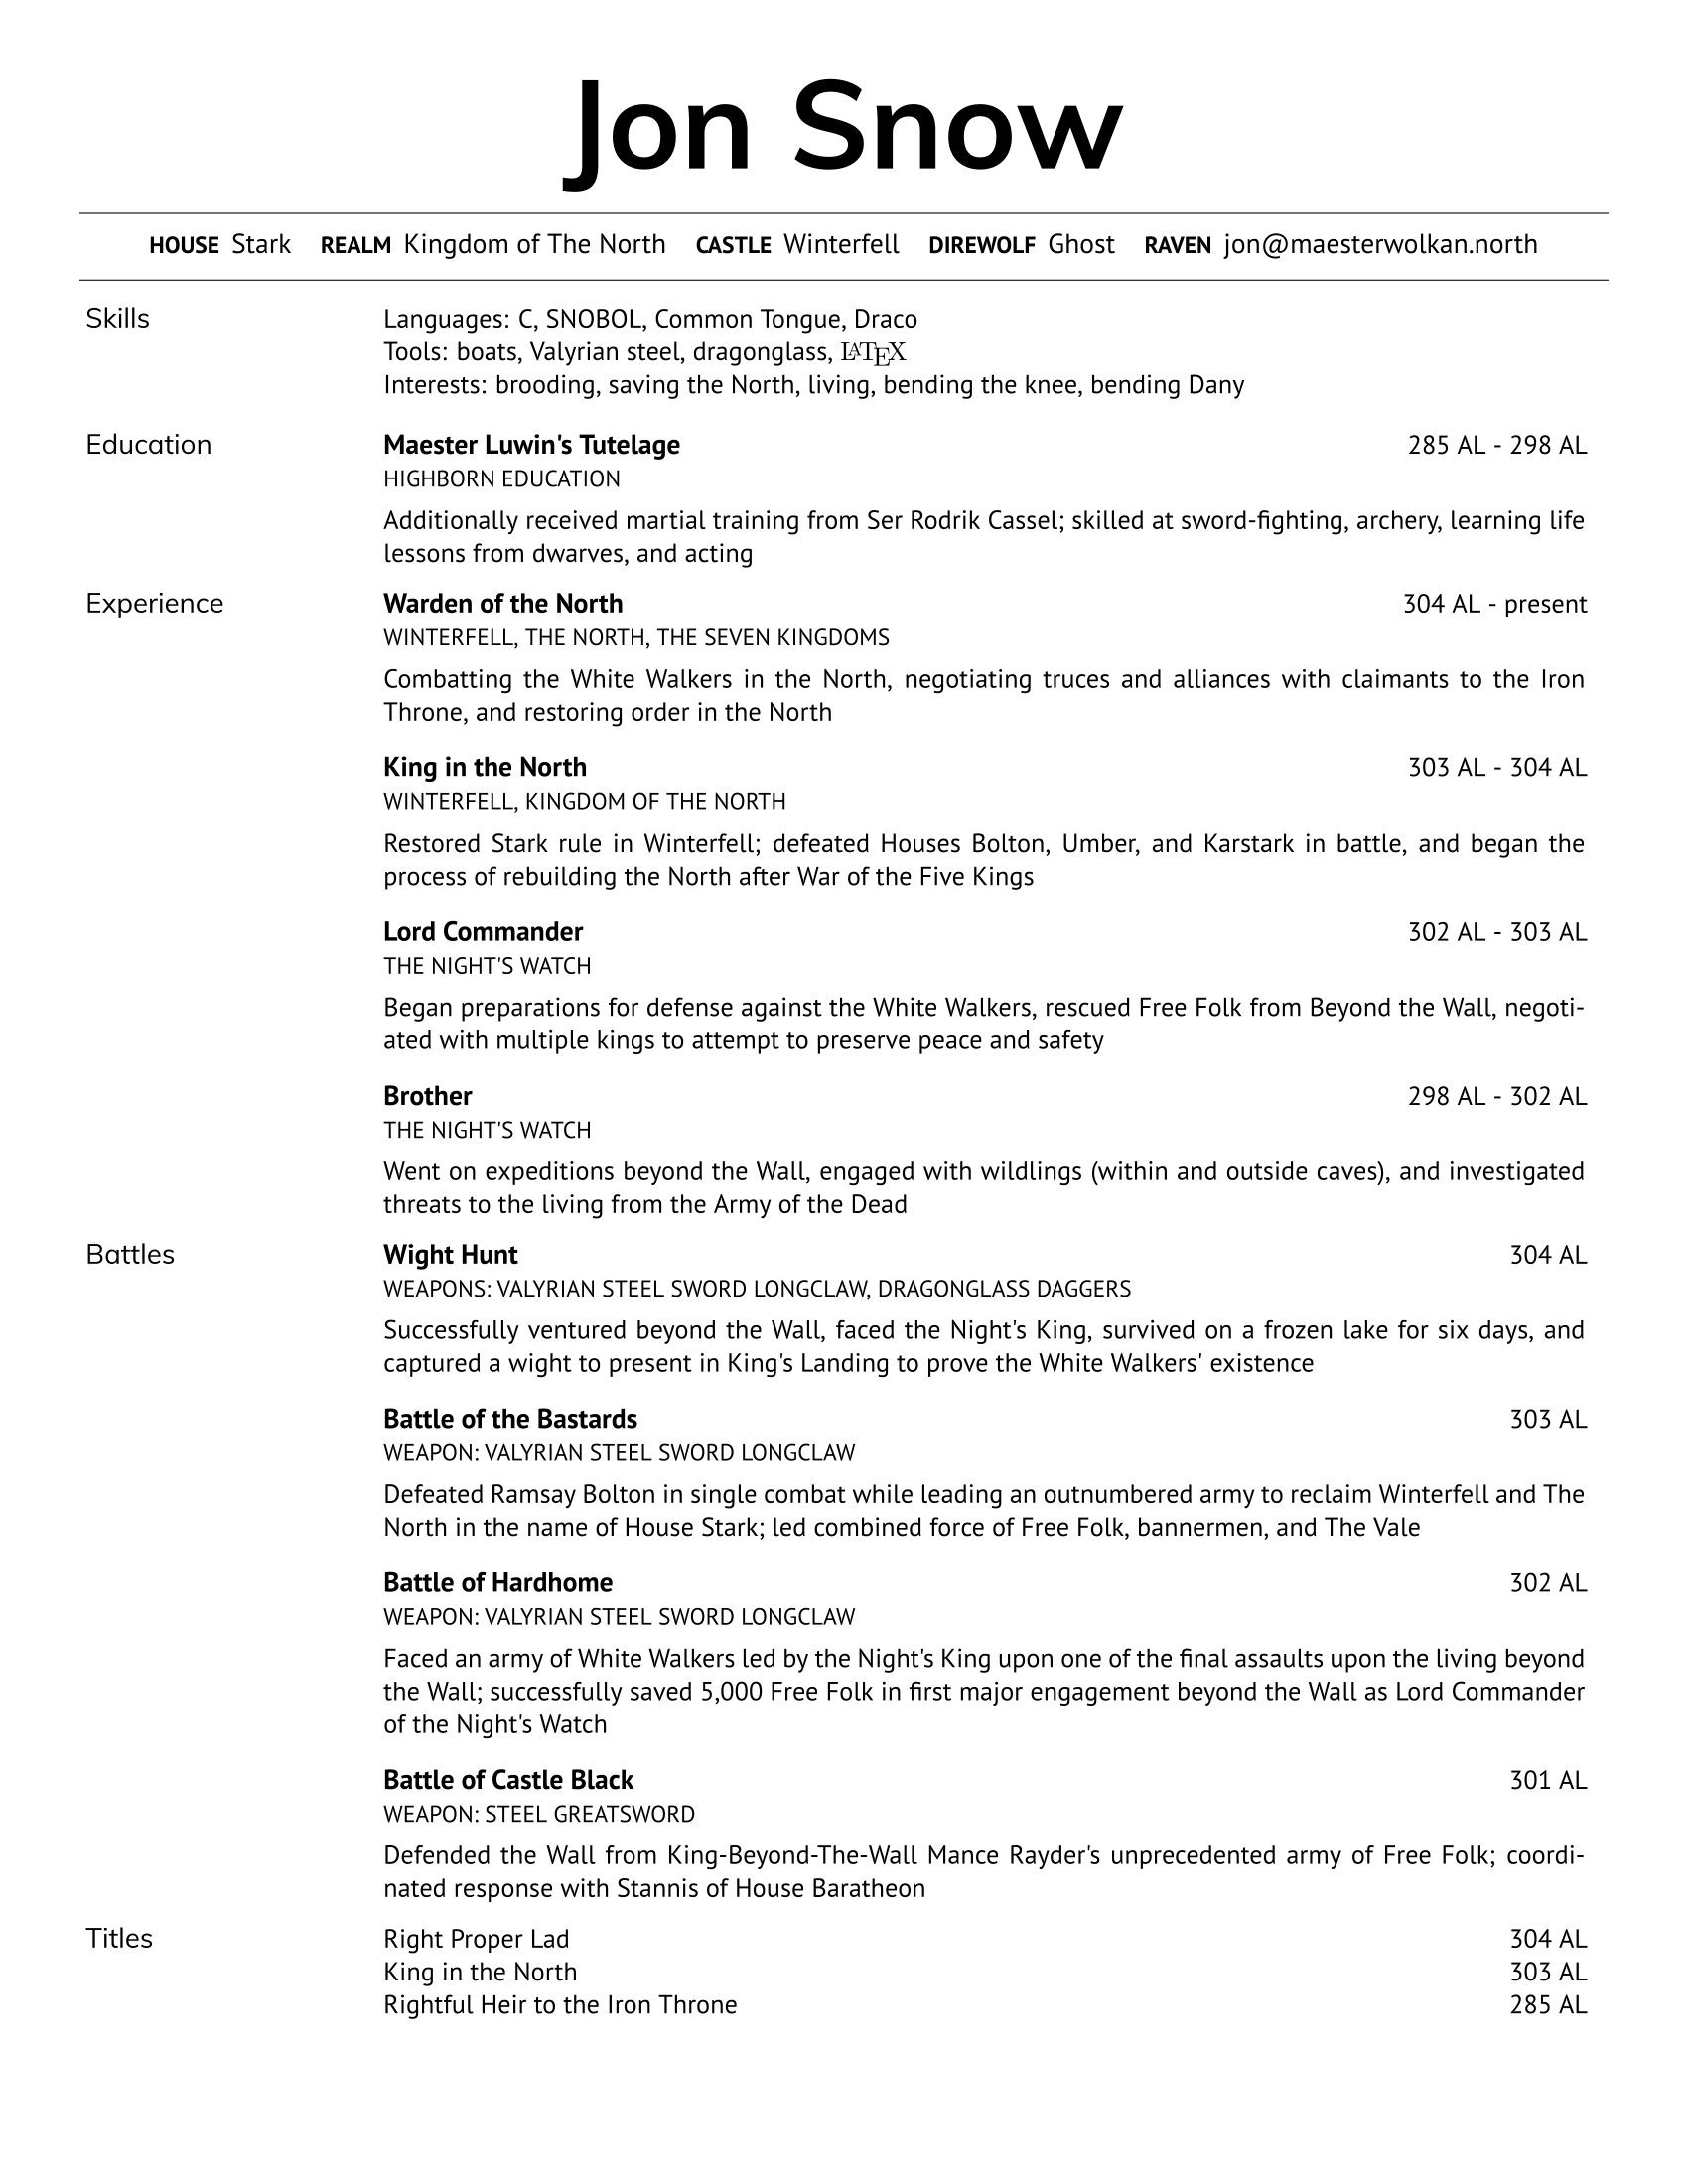 Jon Snow
HOUSE Stark REALM Kingdom of The North CASTLE Winterfell DIREWOLF Ghost RAVEN jon@maesterwolkan.north
Skills
Languages: C, SNOBOL, Common Tongue, Draco
Tools: boats, Valyrian steel, dragonglass, LATEX
Interests: brooding, saving the North, living, bending the knee, bending Dany
Education
Maester Luwin's Tutelage 285 AL - 298 AL
HIGHBORN EDUCATION
Additionally received martial training from Ser Rodrik Cassel; skilled at sword-fighting, archery, learning life
lessons from dwarves, and acting
Experience
Warden of the North 304 AL - present
WINTERFELL, THE NORTH, THE SEVEN KINGDOMS
Combatting the White Walkers in the North, negotiating truces and alliances with claimants to the Iron
Throne, and restoring order in the North
King in the North 303 AL - 304 AL
WINTERFELL, KINGDOM OF THE NORTH
Restored Stark rule in Winterfell; defeated Houses Bolton, Umber, and Karstark in battle, and began the
process of rebuilding the North after War of the Five Kings
Lord Commander 302 AL - 303 AL
THE NIGHT'S WATCH
Began preparations for defense against the White Walkers, rescued Free Folk from Beyond the Wall, negoti-
ated with multiple kings to attempt to preserve peace and safety
Brother 298 AL - 302 AL
THE NIGHT'S WATCH
Went on expeditions beyond the Wall, engaged with wildlings (within and outside caves), and investigated
threats to the living from the Army of the Dead
Battles
Wight Hunt 304 AL
WEAPONS: VALYRIAN STEEL SWORD LONGCLAW, DRAGONGLASS DAGGERS
Successfully ventured beyond the Wall, faced the Night's King, survived on a frozen lake for six days, and
captured a wight to present in King's Landing to prove the White Walkers' existence
Battle of the Bastards 303 AL
WEAPON: VALYRIAN STEEL SWORD LONGCLAW
Defeated Ramsay Bolton in single combat while leading an outnumbered army to reclaim Winterfell and The
North in the name of House Stark; led combined force of Free Folk, bannermen, and The Vale
Battle of Hardhome 302 AL
WEAPON: VALYRIAN STEEL SWORD LONGCLAW
Faced an army of White Walkers led by the Night's King upon one of the final assaults upon the living beyond
the Wall; successfully saved 5,000 Free Folk in first major engagement beyond the Wall as Lord Commander
of the Night's Watch
Battle of Castle Black 301 AL
WEAPON: STEEL GREATSWORD
Defended the Wall from King-Beyond-The-Wall Mance Rayder's unprecedented army of Free Folk; coordi-
nated response with Stannis of House Baratheon
Titles
Right Proper Lad 304 AL
King in the North 303 AL
Rightful Heir to the Iron Throne 285 AL